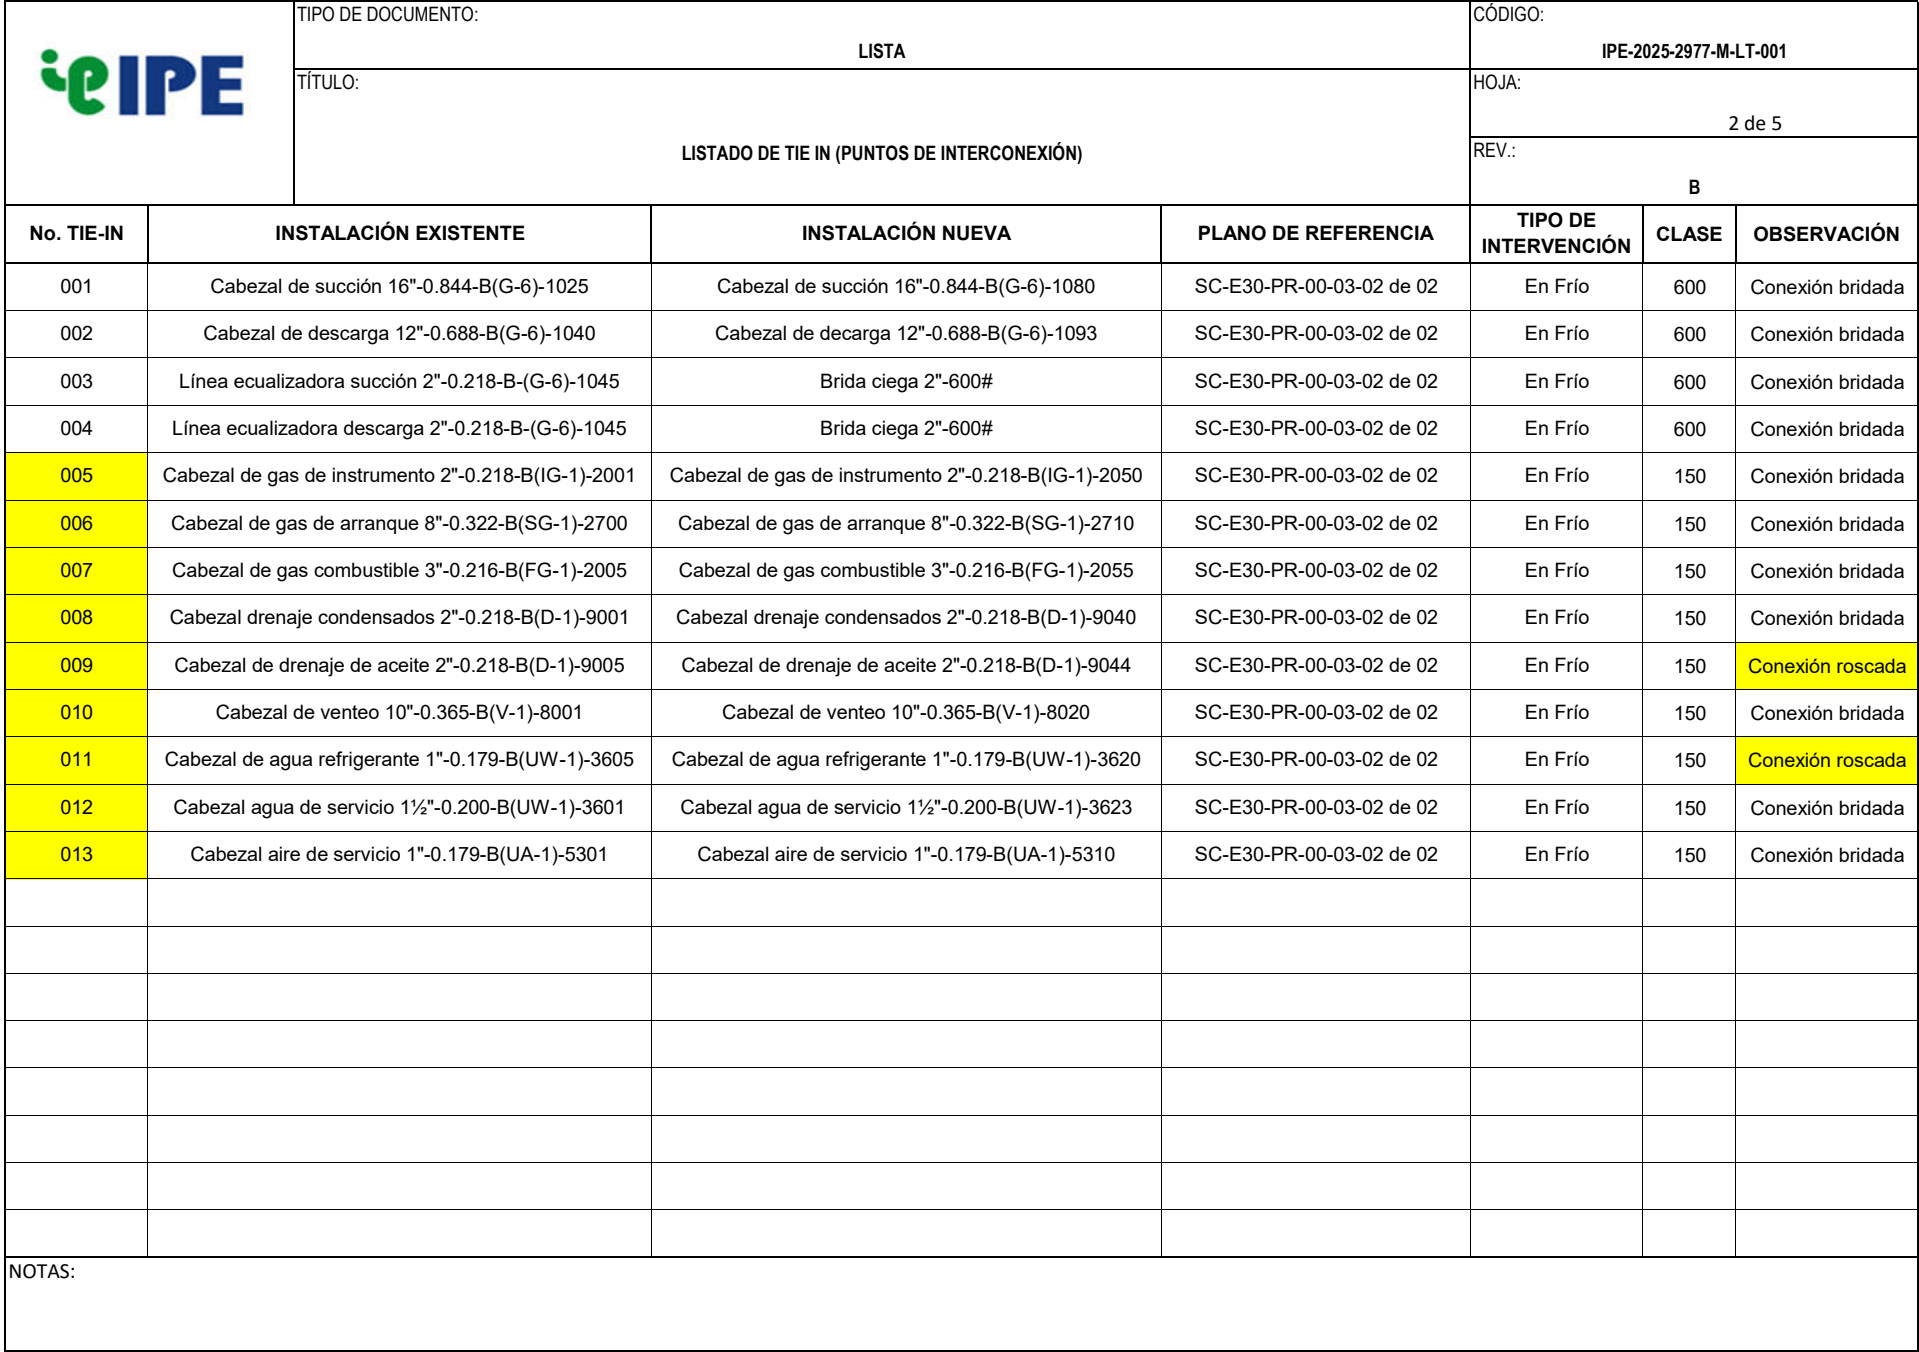 IPE
TIPO DE DOCUMENTO:
LISTA
CÓDIGO:
IPE-2025-2977-M-LT-001
TÍTULO:
LISTADO DE TIE IN (PUNTOS DE INTERCONEXIÓN)
HOJA:
2 de 5
REV.:
B
No. TIE-IN INSTALACIÓN EXISTENTE INSTALACIÓN NUEVA PLANO DE REFERENCIA TIPO DE INTERVENCIÓN CLASE OBSERVACIÓN
001 Cabezal de succión 16"-0.844-B(G-6)-1025 Cabezal de succión 16"-0.844-B(G-6)-1080 SC-E30-PR-00-03-02 de 02 En Frío 600 Conexión bridada
002 Cabezal de descarga 12"-0.688-B(G-6)-1040 Cabezal de decarga 12"-0.688-B(G-6)-1093 SC-E30-PR-00-03-02 de 02 En Frío 600 Conexión bridada
003 Línea ecualizadora succión 2"-0.218-B-(G-6)-1045 Brida ciega 2"-600# SC-E30-PR-00-03-02 de 02 En Frío 600 Conexión bridada
004 Línea ecualizadora descarga 2"-0.218-B-(G-6)-1045 Brida ciega 2"-600# SC-E30-PR-00-03-02 de 02 En Frío 600 Conexión bridada
005 Cabezal de gas de instrumento 2"-0.218-B(IG-1)-2001 Cabezal de gas de instrumento 2"-0.218-B(IG-1)-2050 SC-E30-PR-00-03-02 de 02 En Frío 150 Conexión bridada
006 Cabezal de gas de arranque 8"-0.322-B(SG-1)-2700 Cabezal de gas de arranque 8"-0.322-B(SG-1)-2710 SC-E30-PR-00-03-02 de 02 En Frío 150 Conexión bridada
007 Cabezal de gas combustible 3"-0.216-B(FG-1)-2005 Cabezal de gas combustible 3"-0.216-B(FG-1)-2055 SC-E30-PR-00-03-02 de 02 En Frío 150 Conexión bridada
008 Cabezal drenaje condensados 2"-0.218-B(D-1)-9001 Cabezal drenaje condensados 2"-0.218-B(D-1)-9040 SC-E30-PR-00-03-02 de 02 En Frío 150 Conexión bridada
009 Cabezal de drenaje de aceite 2"-0.218-B(D-1)-9005 Cabezal de drenaje de aceite 2"-0.218-B(D-1)-9044 SC-E30-PR-00-03-02 de 02 En Frío 150 Conexión roscada
010 Cabezal de venteo 10"-0.365-B(V-1)-8001 Cabezal de venteo 10"-0.365-B(V-1)-8020 SC-E30-PR-00-03-02 de 02 En Frío 150 Conexión bridada
011 Cabezal de agua refrigerante 1"-0.179-B(UW-1)-3605 Cabezal de agua refrigerante 1"-0.179-B(UW-1)-3620 SC-E30-PR-00-03-02 de 02 En Frío 150 Conexión roscada
012 Cabezal agua de servicio 1½"-0.200-B(UW-1)-3601 Cabezal agua de servicio 1½"-0.200-B(UW-1)-3623 SC-E30-PR-00-03-02 de 02 En Frío 150 Conexión bridada
013 Cabezal aire de servicio 1"-0.179-B(UA-1)-5301 Cabezal aire de servicio 1"-0.179-B(UA-1)-5310 SC-E30-PR-00-03-02 de 02 En Frío 150 Conexión bridada
NOTAS: